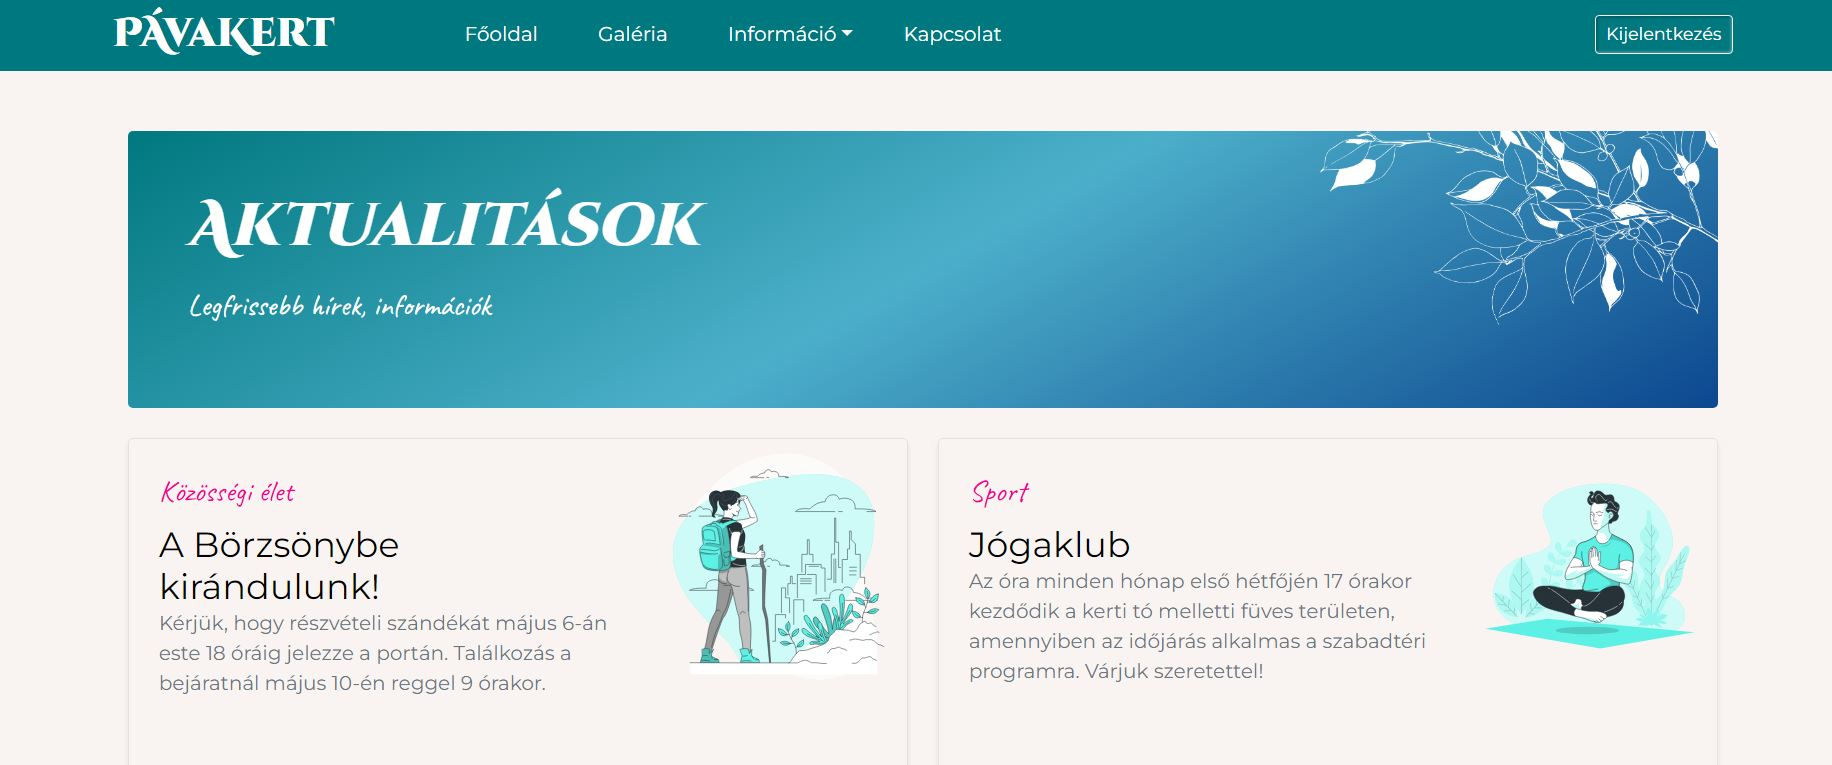 PÁVAKERT
Főoldal
Galéria
Információ
Kapcsolat
Kijelentkezés
AKTUALITÁSOK
Legfrissebb hírek, információk
Közösségi élet
A Börzsönybe
kirándulunk!
Kérjük, hogy részvételi szándékát május 6-án
este 18 óráig jelezze a portán. Találkozás a
bejáratnál május 10-én reggel 9 órakor.
Sport
Jógaklub
Az óra minden hónap első hétfőjén 17 órakor
kezdődik a kerti tó melletti füves területen,
amennyiben az időjárás alkalmas a szabadtéri
programra. Várjuk szeretettel!